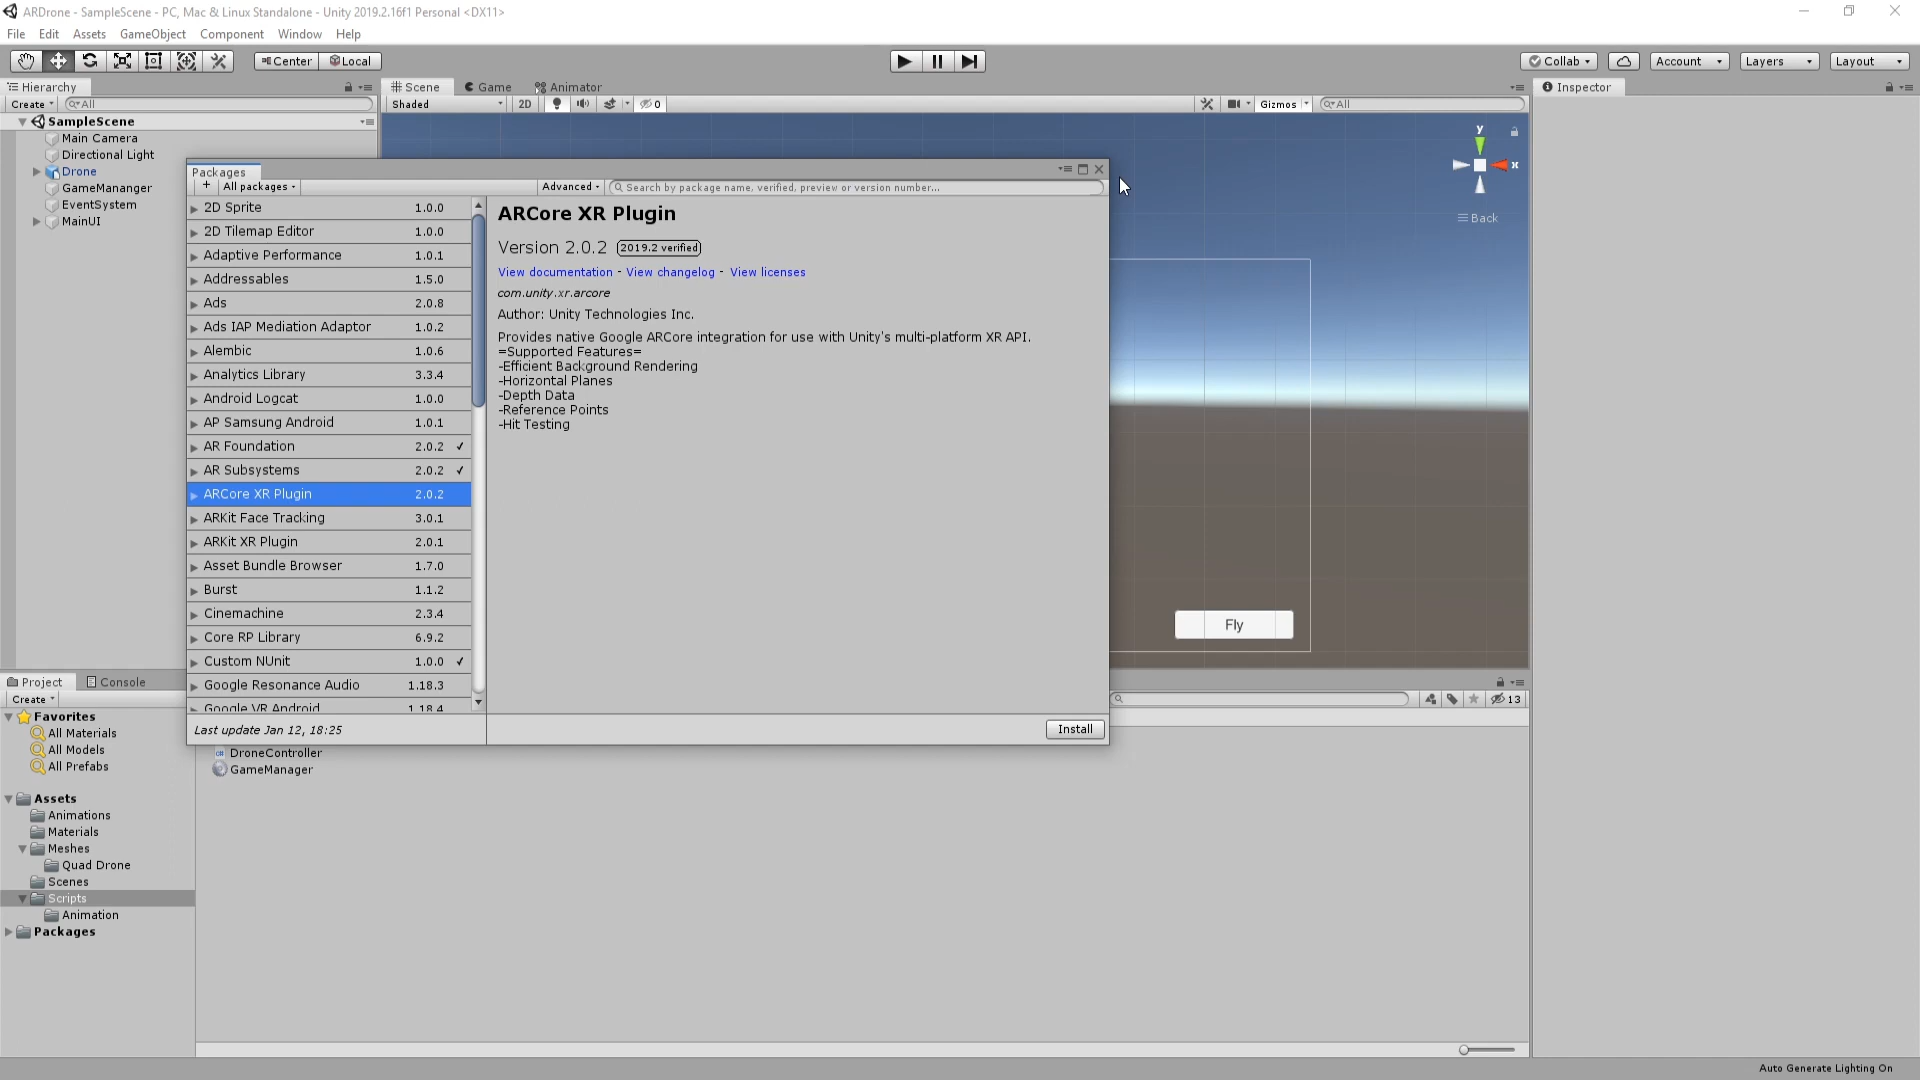 ARDrone - SampleScene - PC, Mac & Linux Standalone - Unity 2019.2.16f1 Personal <DX11>
File Edit Assets GameObject Component Window Help
Center Local
Collab Account Layers Layout
Hierarchy
Scene Game Animator
Inspector
Create All
Shaded 2D 0 Gizmos All
SampleScene
Main Camera
Directional Light
Drone
GameMananger
EventSystem
MainUI
y
x
Back
Fly
Packages
+ All packages Advanced Search by package name, verified, preview or version number...
2D Sprite 1.0.0
2D Tilemap Editor 1.0.0
Adaptive Performance 1.0.1
Addressables 1.5.0
Ads 2.0.8
Ads IAP Mediation Adaptor 1.0.2
Alembic 1.0.6
Analytics Library 3.3.4
Android Logcat 1.0.0
AP Samsung Android 1.0.1
AR Foundation 2.0.2 ✓
AR Subsystems 2.0.2 ✓
ARCore XR Plugin 2.0.2
ARKit Face Tracking 3.0.1
ARKit XR Plugin 2.0.1
Asset Bundle Browser 1.7.0
Burst 1.1.2
Cinemachine 2.3.4
Core RP Library 6.9.2
Custom NUnit 1.0.0 ✓
Google Resonance Audio 1.18.3
Google VR Android 1.18.4
Last update Jan 12, 18:25
ARCore XR Plugin
Version 2.0.2 2019.2 verified
View documentation - View changelog - View licenses
com.unity.xr.arcore
Author: Unity Technologies Inc.
Provides native Google ARCore integration for use with Unity's multi-platform XR API.
=Supported Features=
-Efficient Background Rendering
-Horizontal Planes
-Depth Data
-Reference Points
-Hit Testing
Install
Project Console
Create
13
Favorites
All Materials
All Models
All Prefabs
Assets
Animations
Materials
Meshes
Quad Drone
Scenes
Scripts
Animation
Packages
DroneController
GameManager
Auto Generate Lighting On